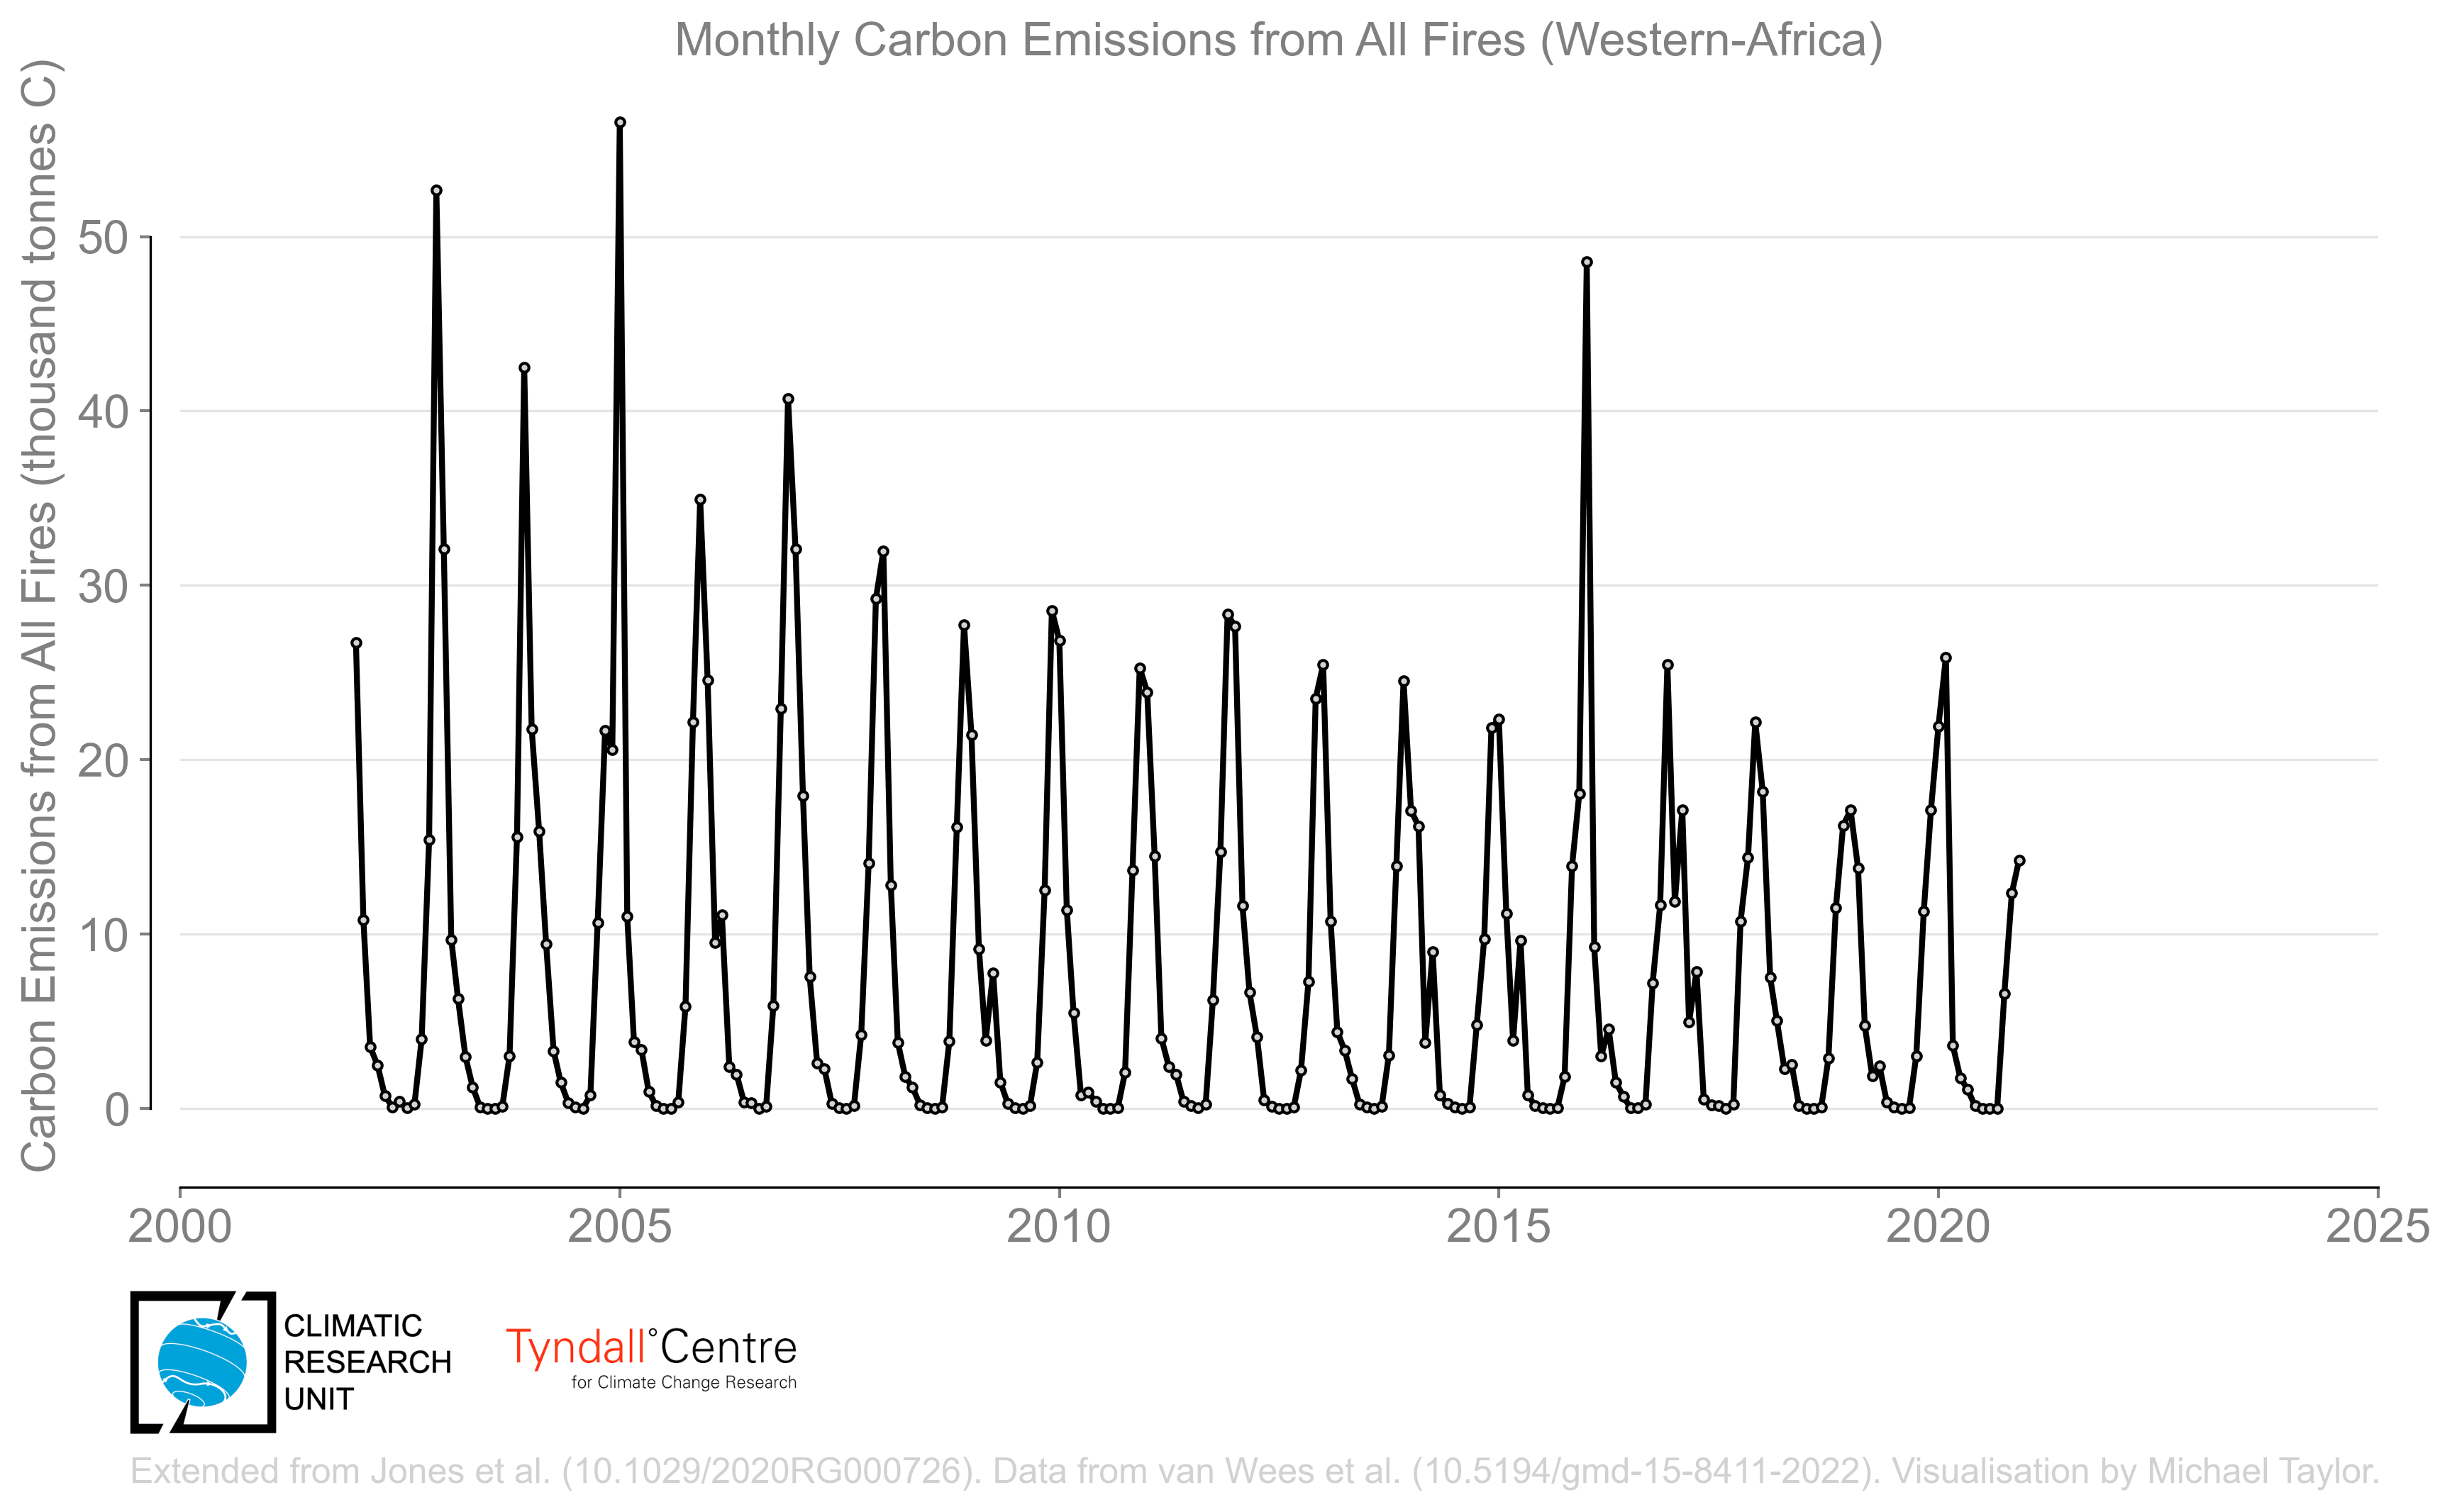 Monthly Carbon Emissions from All Fires (Western-Africa)
Carbon Emissions from All Fires (thousand tonnes C)
50
40
30
20
10
0
2000 2005 2010 2015 2020 2025
CLIMATIC
RESEARCH
UNIT
Tyndall°Centre
for Climate Change Research
Extended from Jones et al. (10.1029/2020RG000726). Data from van Wees et al. (10.5194/gmd-15-8411-2022). Visualisation by Michael Taylor.